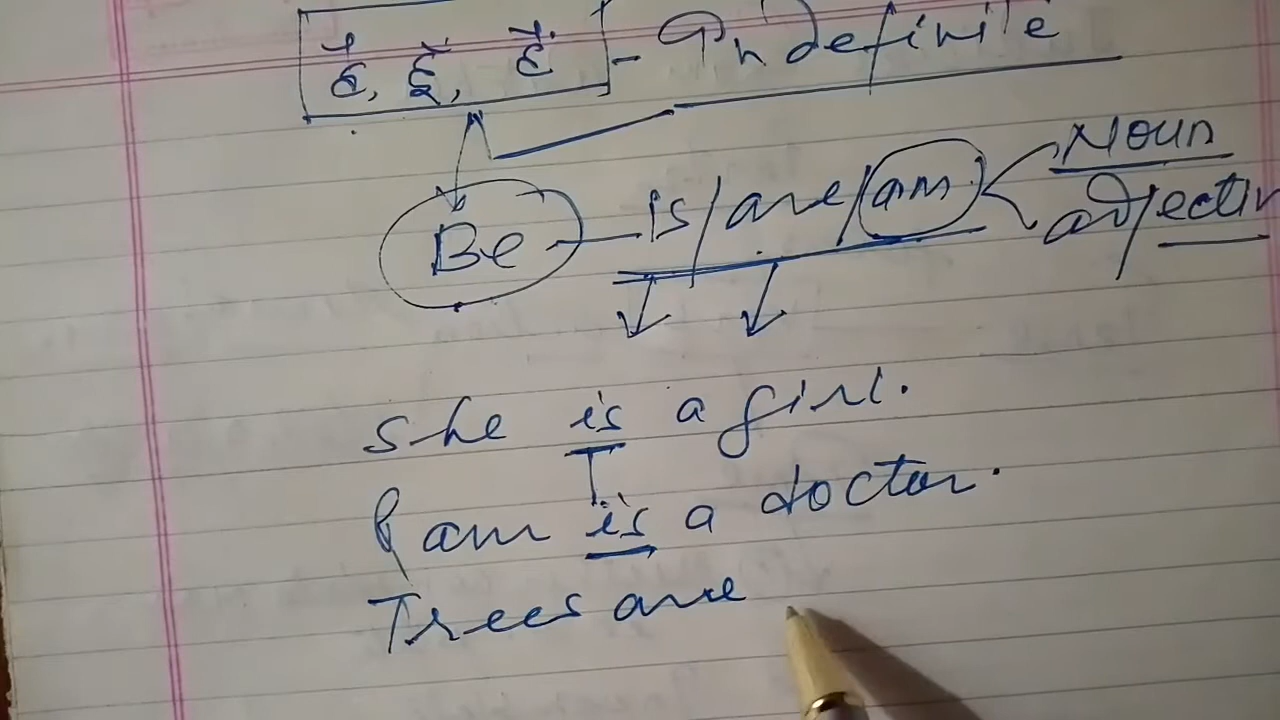 है, हूँ, हैं - Indefinite
Be - is/are/am Noun
adjectiv
She is a girl.
Ram is a doctor.
Trees are